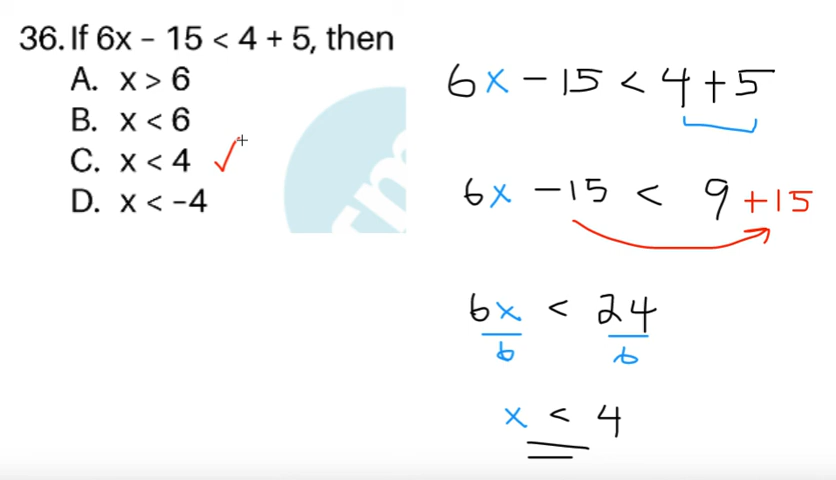 36. If 6x − 15 < 4 + 5, then
A. x > 6
B. x < 6
C. x < 4 ✓
D. x < −4
6x − 15 < 4 + 5
6x − 15 < 9 + 15
6x < 24
6 6
x < 4